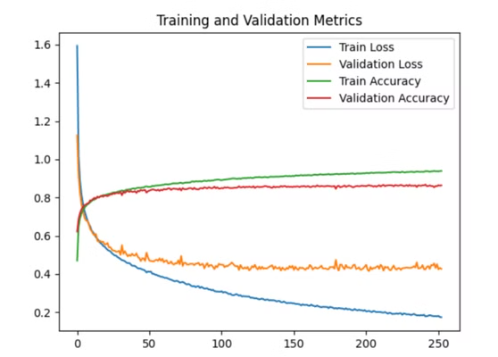 Training and Validation Metrics
Train Loss
Validation Loss
Train Accuracy
Validation Accuracy
1.6
1.4
1.2
1.0
0.8
0.6
0.4
0.2
0 50 100 150 200 250